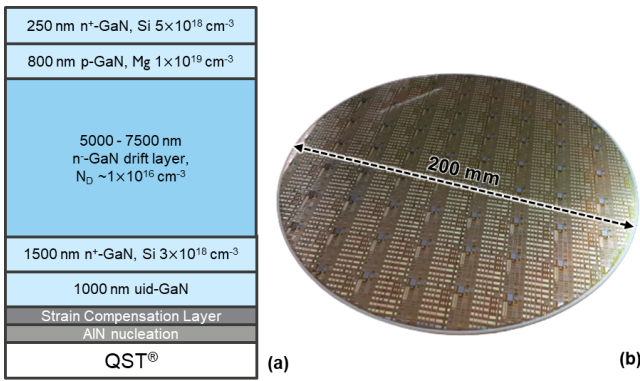 250 nm n⁺-GaN, Si 5×10¹⁸ cm⁻³
800 nm p-GaN, Mg 1×10¹⁹ cm⁻³
5000 - 7500 nm
n⁻-GaN drift layer,
N_D ~1×10¹⁶ cm⁻³
1500 nm n⁺-GaN, Si 3×10¹⁸ cm⁻³
1000 nm uid-GaN
Strain Compensation Layer
AlN nucleation
QST®
(a)
200 mm
(b)